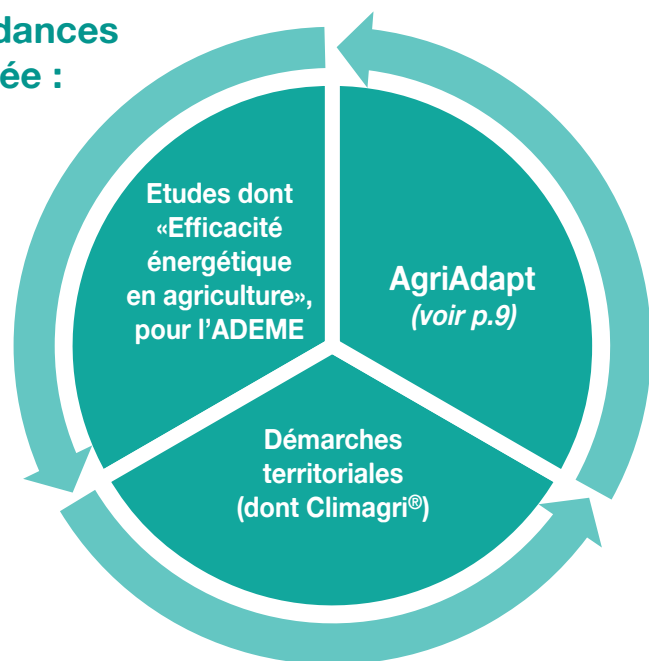 dances
ée :
Etudes dont
«Efficacité
énergétique
en agriculture»,
pour l'ADEME
AgriAdapt
(voir p.9)
Démarches
territoriales
(dont Climagri®)